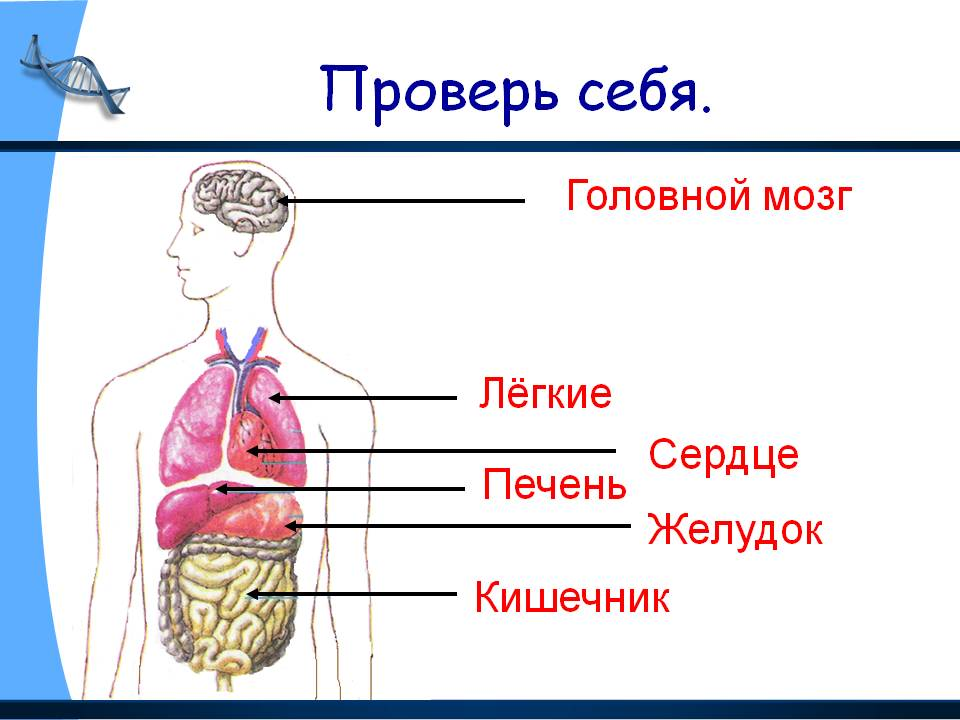 Проверь себя.
Головной мозг
Лёгкие
Сердце
Печень
Желудок
Кишечник